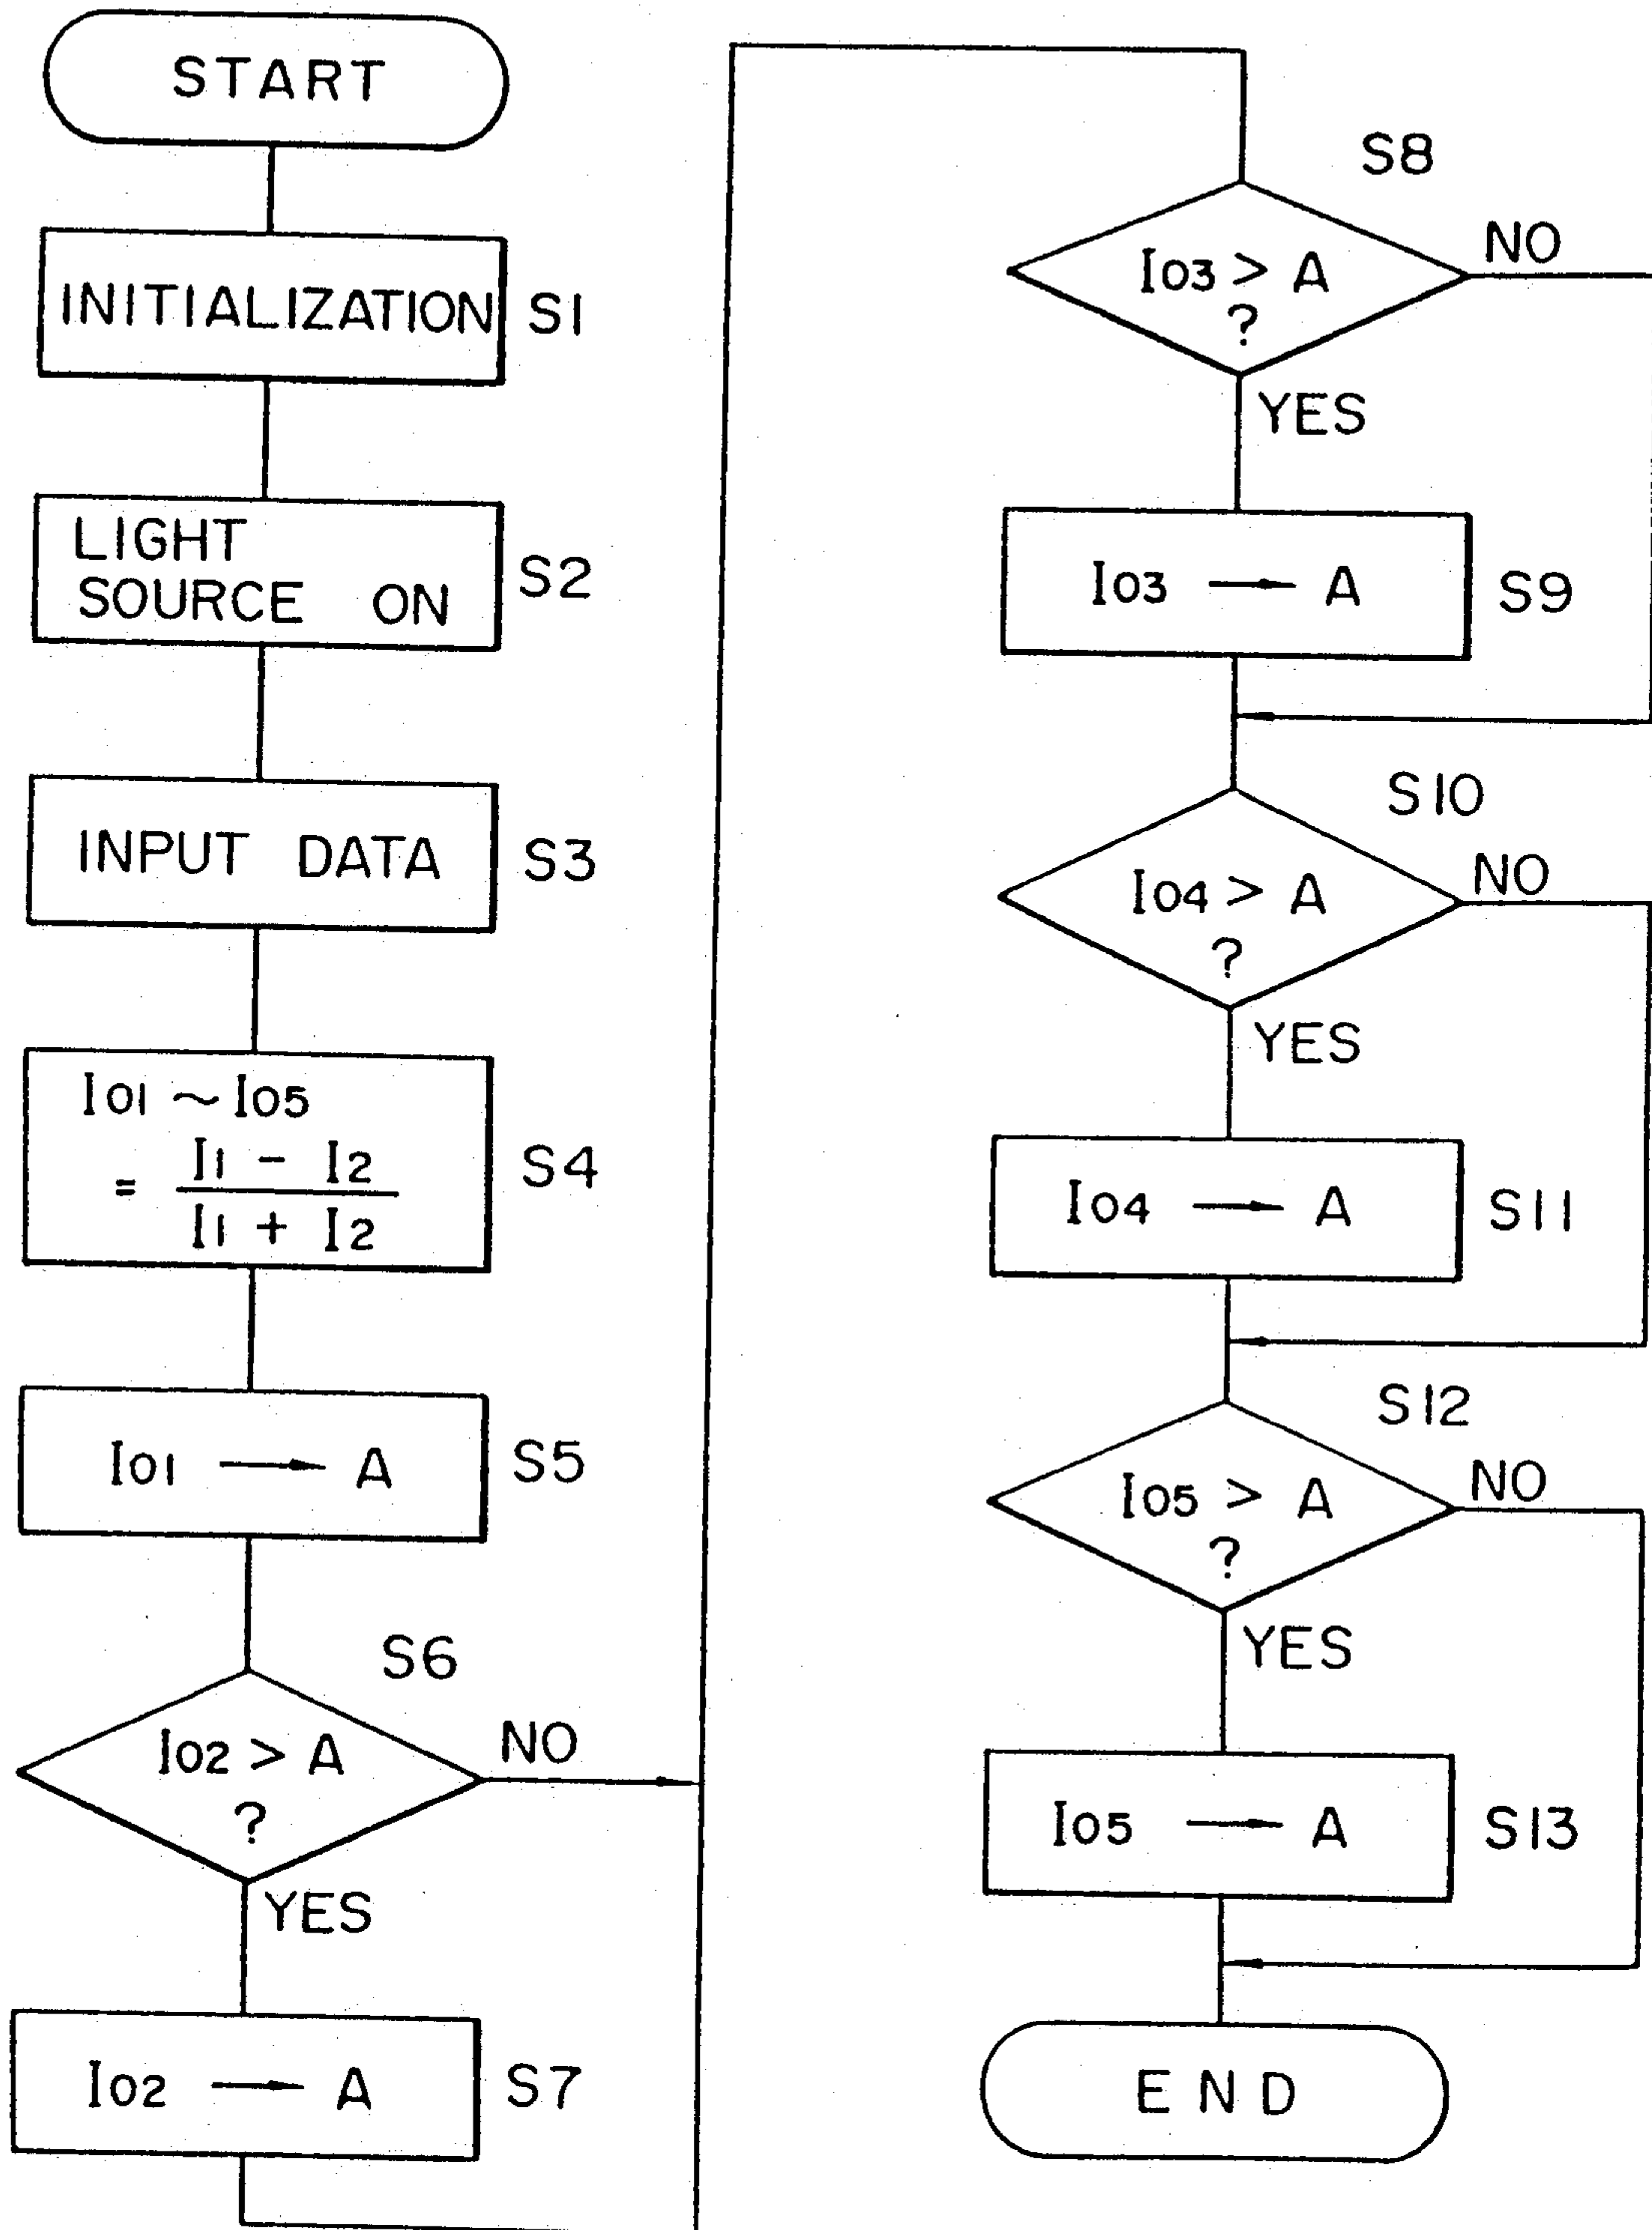 START
INITIALIZATION S1
LIGHT
SOURCE ON
S2
INPUT DATA S3
I01 ~ I05
= I1 - I2
I1 + I2
S4
I01 → A S5
S6
I02 > A
?
NO
YES
I02 → A S7
S8
I03 > A
?
NO
YES
I03 → A S9
S10
I04 > A
?
NO
YES
I04 → A S11
S12
I05 > A
?
NO
YES
I05 → A S13
END